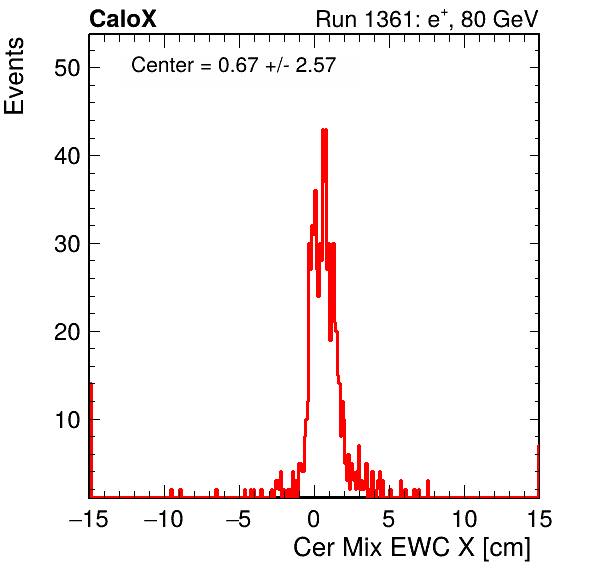 CaloX Run 1361: e⁺, 80 GeV
Events
Center = 0.67 +/- 2.57
50
40
30
20
10
−15 −10 −5 0 5 10 15
Cer Mix EWC X [cm]